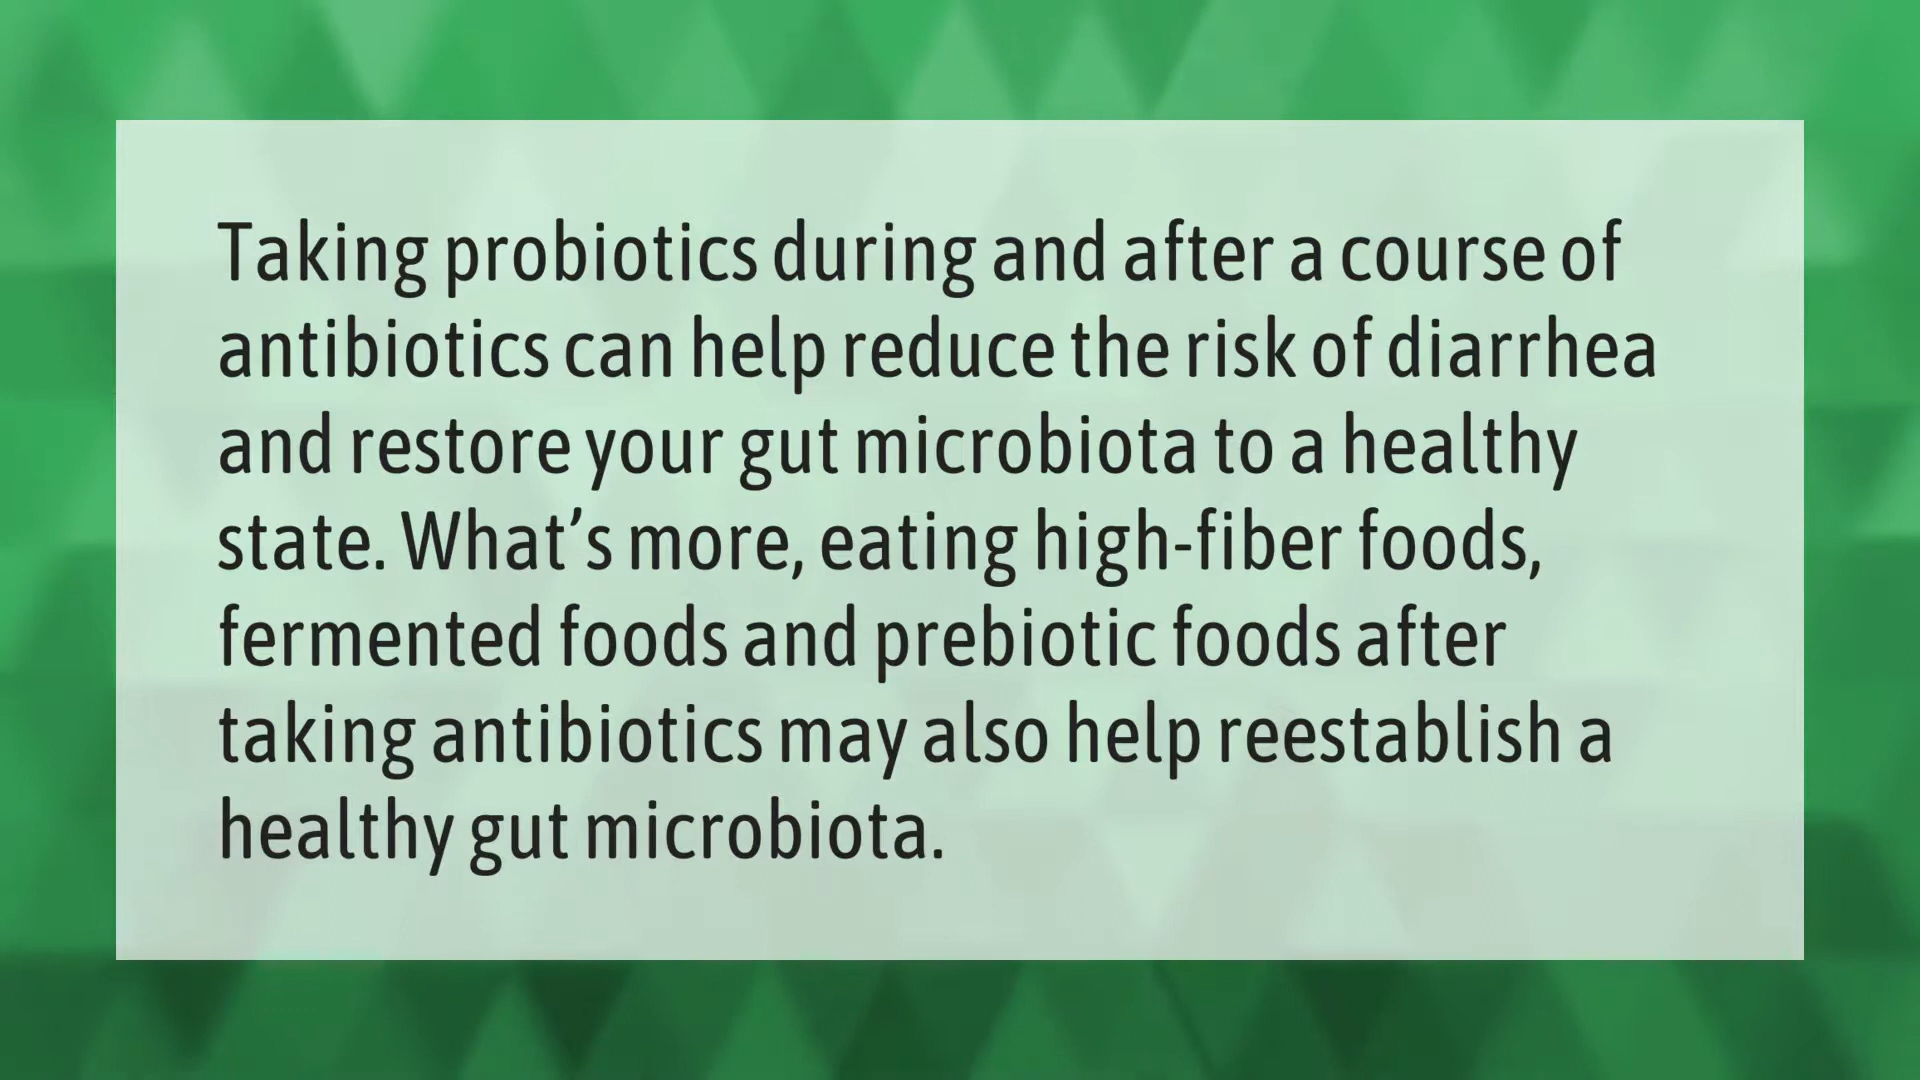 Taking probiotics during and after a course of
antibiotics can help reduce the risk of diarrhea
and restore your gut microbiota to a healthy
state. What’s more, eating high-fiber foods,
fermented foods and prebiotic foods after
taking antibiotics may also help reestablish a
healthy gut microbiota.